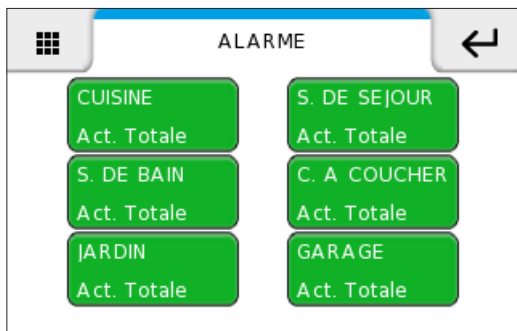 ALARME
CUISINE
Act. Totale
S. DE SEJOUR
Act. Totale
S. DE BAIN
Act. Totale
C. A COUCHER
Act. Totale
JARDIN
Act. Totale
GARAGE
Act. Totale